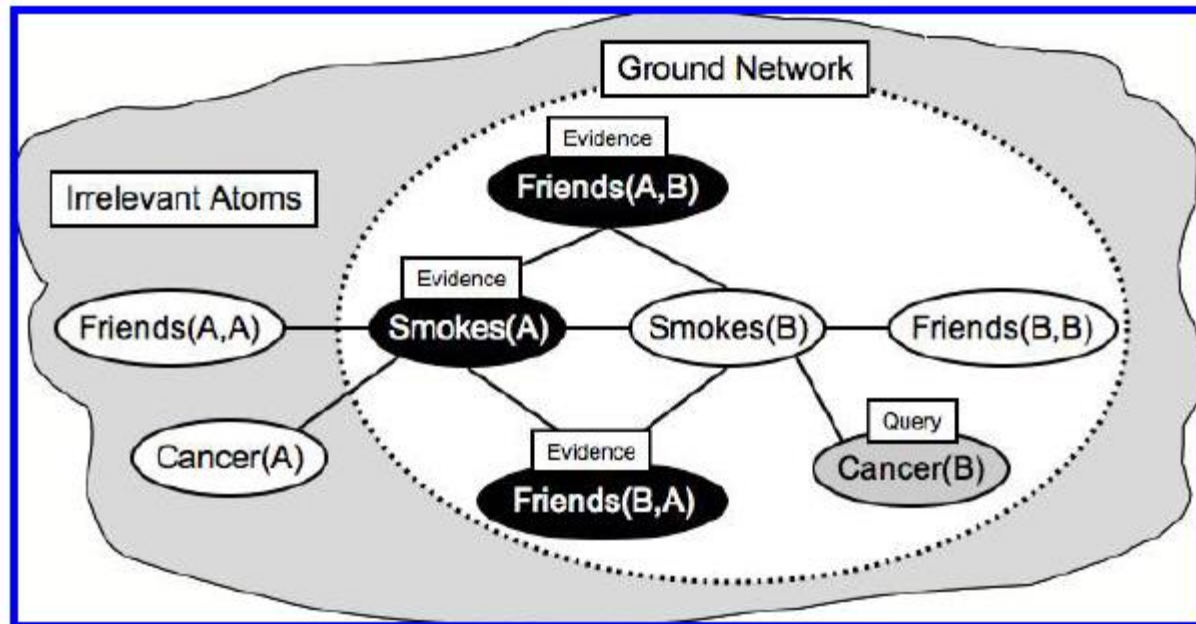 Ground Network
Evidence
Friends(A,B)
Irrelevant Atoms
Evidence
Friends(A,A)
Smokes(A)
Smokes(B)
Friends(B,B)
Cancer(A)
Evidence
Friends(B,A)
Query
Cancer(B)